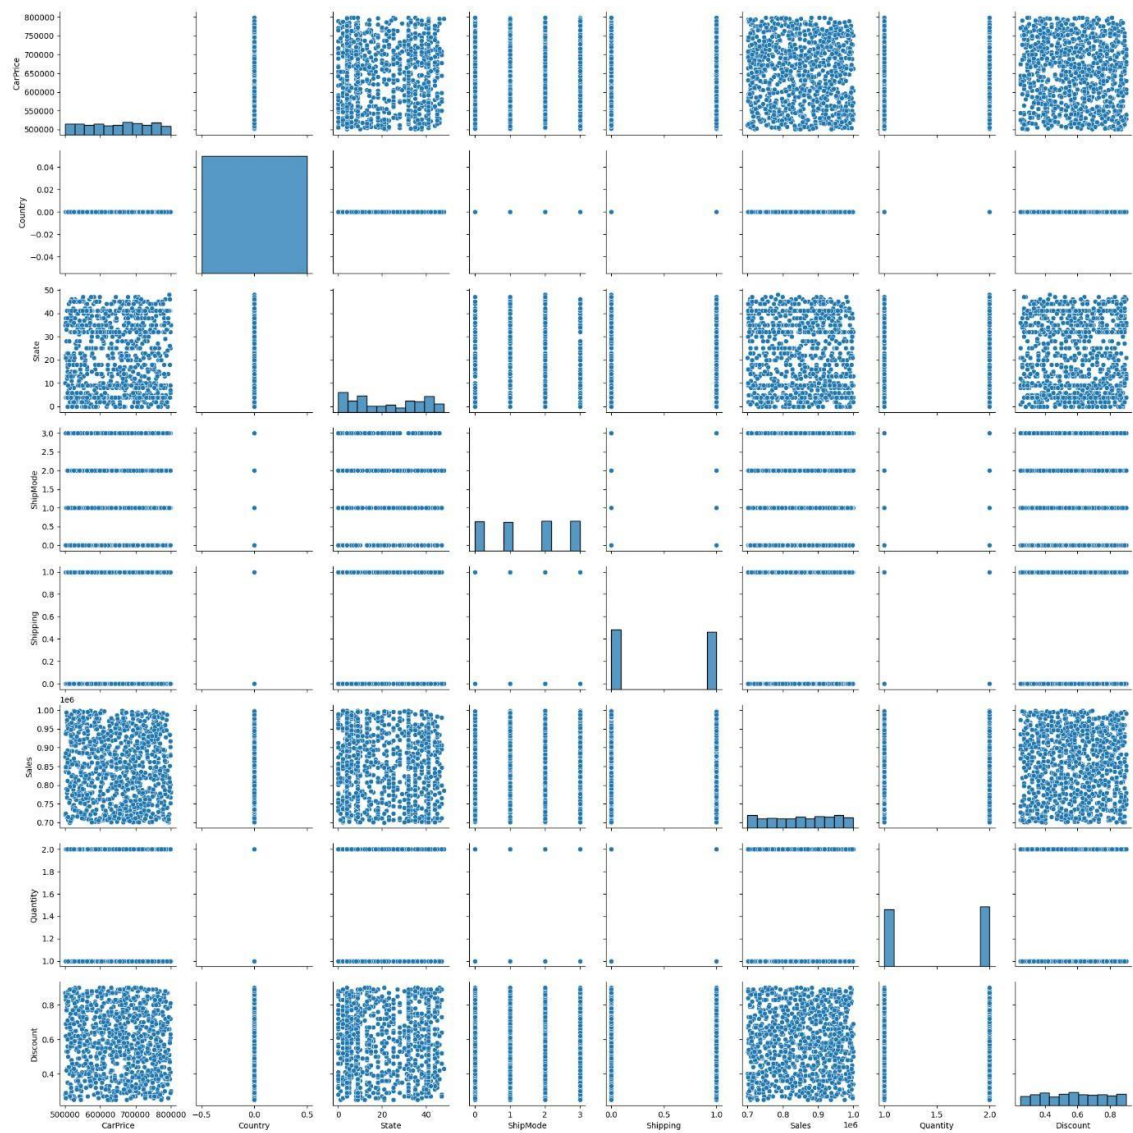 800000
750000
700000
650000
600000
550000
500000
CarPrice
0.04
0.02
0.00
−0.02
−0.04
Country
50
40
30
20
10
0
State
3.0
2.5
2.0
1.5
1.0
0.5
0.0
ShipMode
1.0
0.8
0.6
0.4
0.2
0.0
Shipping
1e6
1.00
0.95
0.90
0.85
0.80
0.75
0.70
Sales
2.0
1.8
1.6
1.4
1.2
1.0
Quantity
0.8
0.6
0.4
Discount
500000 600000 700000 800000
CarPrice
−0.5 0.0 0.5
Country
0 20 40
State
0 1 2 3
ShipMode
0.0 0.5 1.0
Shipping
0.7 0.8 0.9 1.0
1e6
Sales
1.0 1.5 2.0
Quantity
0.4 0.6 0.8
Discount